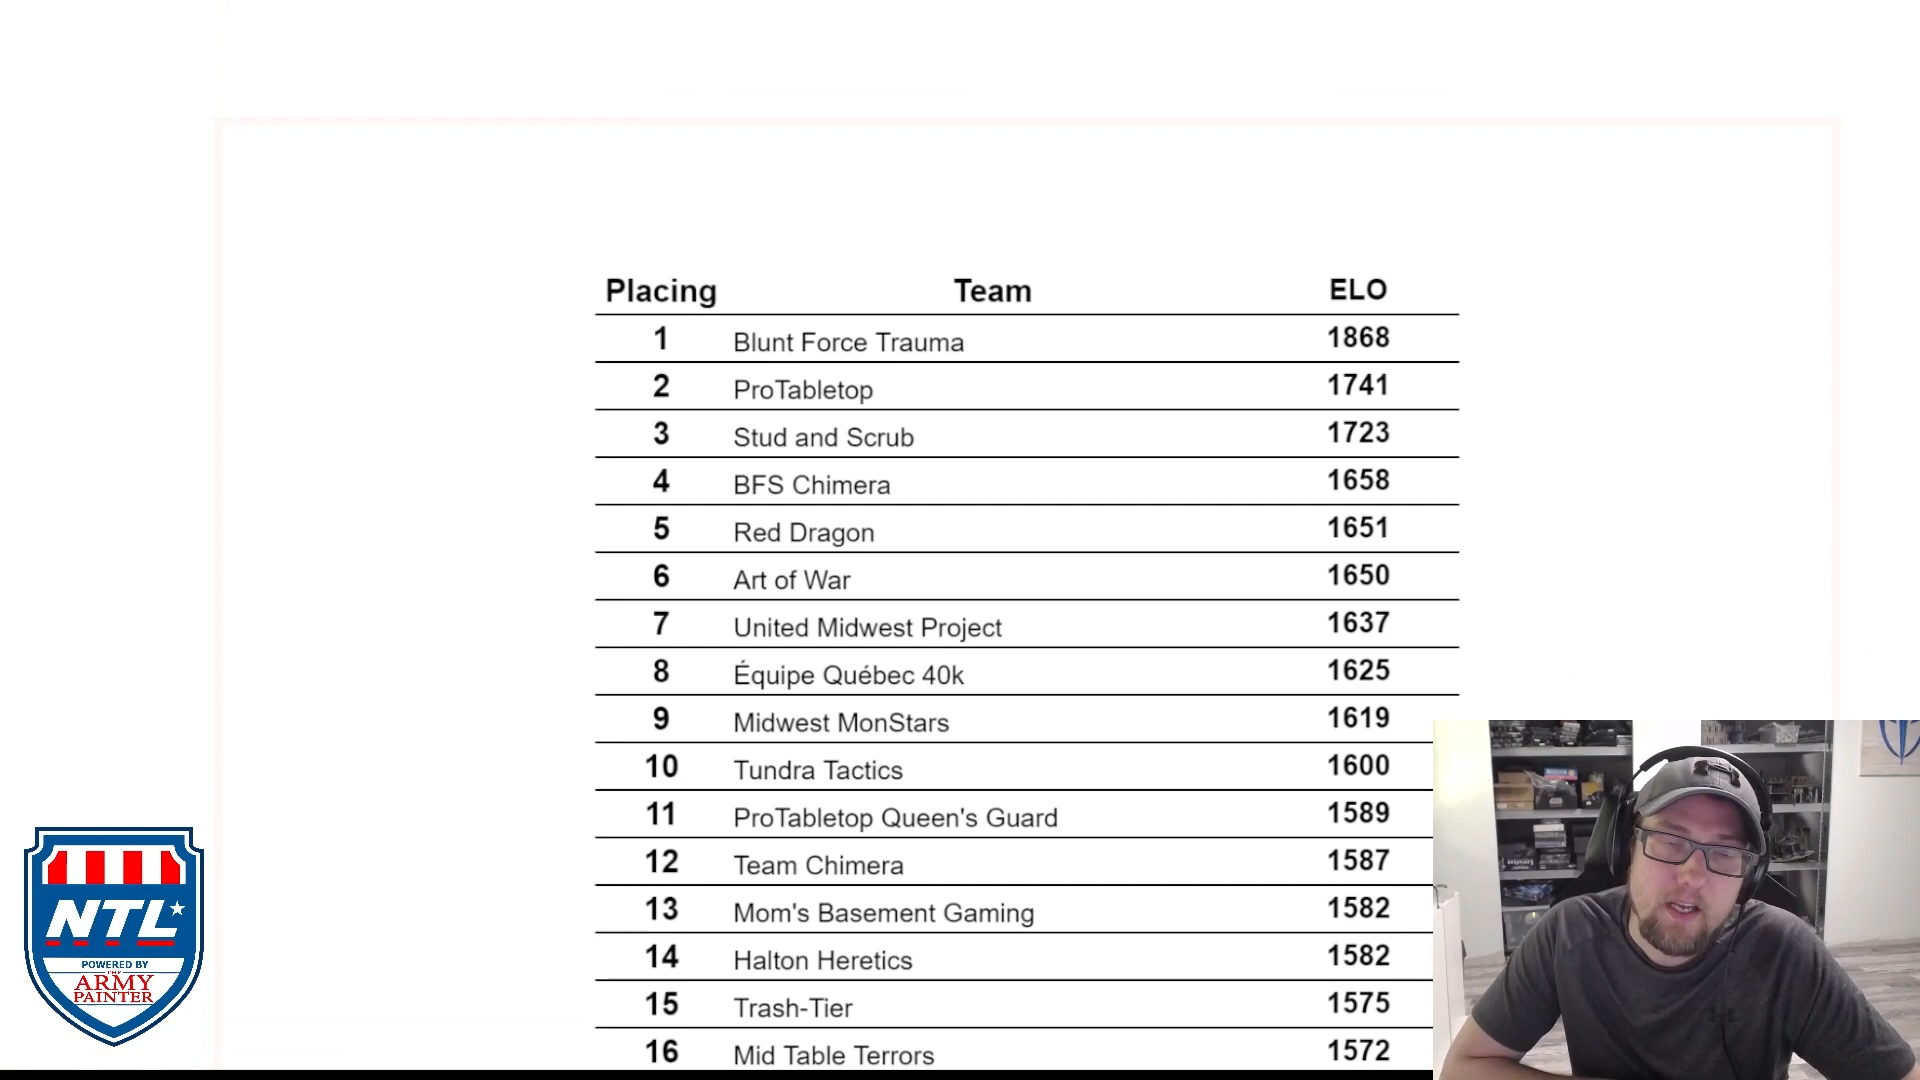 Placing Team ELO
1 Blunt Force Trauma 1868
2 ProTabletop 1741
3 Stud and Scrub 1723
4 BFS Chimera 1658
5 Red Dragon 1651
6 Art of War 1650
7 United Midwest Project 1637
8 Équipe Québec 40k 1625
9 Midwest MonStars 1619
10 Tundra Tactics 1600
11 ProTabletop Queen's Guard 1589
12 Team Chimera 1587
13 Mom's Basement Gaming 1582
14 Halton Heretics 1582
15 Trash-Tier 1575
16 Mid Table Terrors 1572
NTL
POWERED BY
THE
ARMY
PAINTER